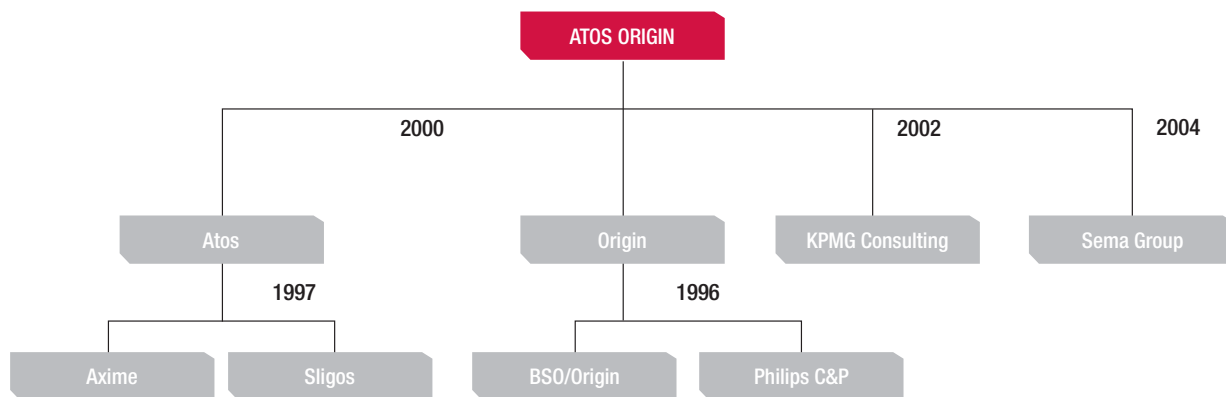 ATOS ORIGIN
2000
2002
2004
Atos
Origin
KPMG Consulting
Sema Group
1997
1996
Axime
Sligos
BSO/Origin
Philips C&P